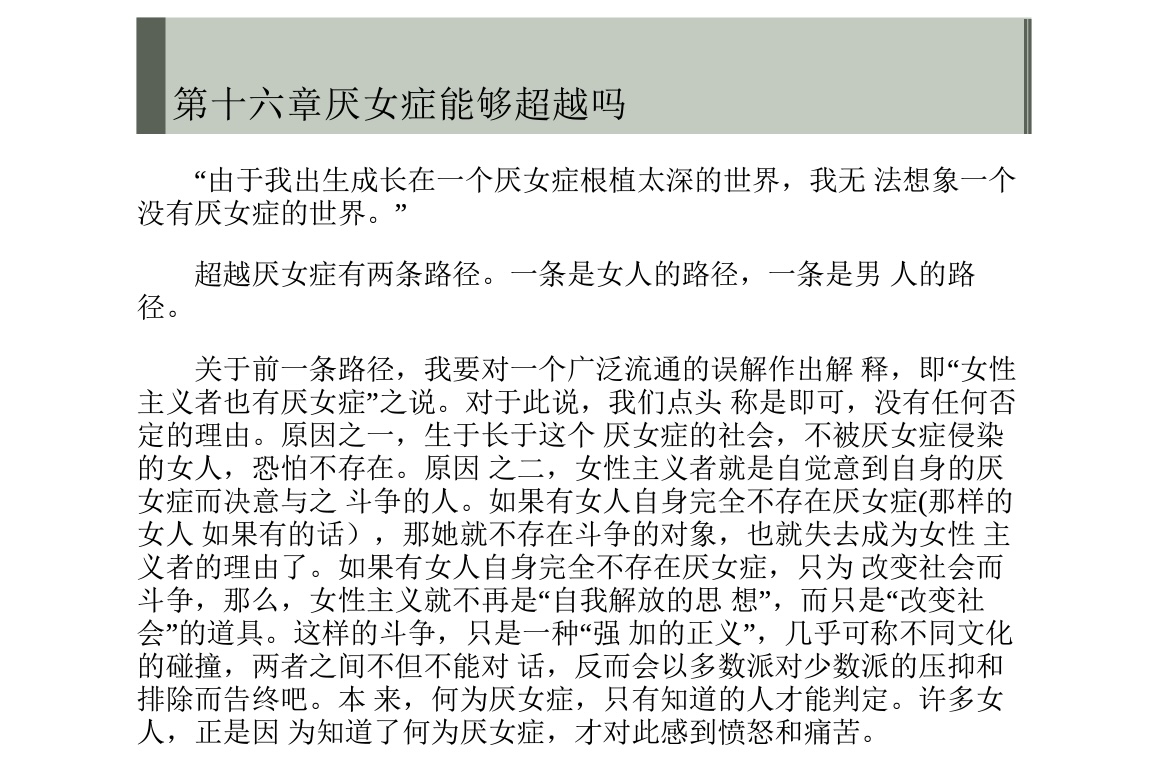 第十六章厌女症能够超越吗
“由于我出生成长在一个厌女症根植太深的世界，我无 法想象一个
没有厌女症的世界。”
超越厌女症有两条路径。一条是女人的路径，一条是男 人的路
径。
关于前一条路径，我要对一个广泛流通的误解作出解 释，即“女性
主义者也有厌女症”之说。对于此说，我们点头 称是即可，没有任何否
定的理由。原因之一，生于长于这个 厌女症的社会，不被厌女症侵染
的女人，恐怕不存在。原因 之二，女性主义者就是自觉意到自身的厌
女症而决意与之 斗争的人。如果有女人自身完全不存在厌女症(那样的
女人 如果有的话），那她就不存在斗争的对象，也就失去成为女性 主
义者的理由了。如果有女人自身完全不存在厌女症，只为 改变社会而
斗争，那么，女性主义就不再是“自我解放的思 想”，而只是“改变社
会”的道具。这样的斗争，只是一种“强 加的正义”，几乎可称不同文化
的碰撞，两者之间不但不能对 话，反而会以多数派对少数派的压抑和
排除而告终吧。本 来，何为厌女症，只有知道的人才能判定。许多女
人，正是因 为知道了何为厌女症，才对此感到愤怒和痛苦。